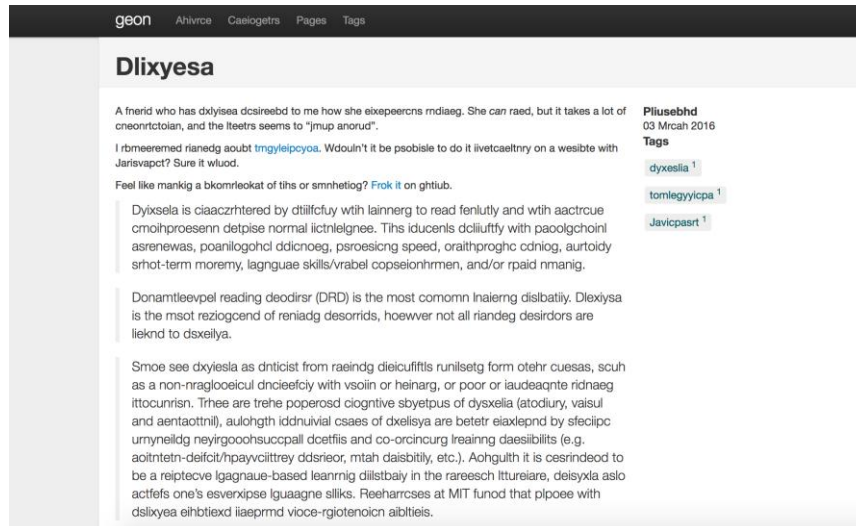 geon Ahivrce Caeiogetrs Pages Tags
Dlixyesa
A fnerid who has dxlyisea dcsireebd to me how she eixepeercns rndiaeg. She can raed, but it takes a lot of
cneonrtctoian, and the lteetrs seems to “jmup anorud”.
I rbmeeremed rianedg aoubt tmgyleipcyoa. Wdouln't it be psobisle to do it iivetcaeltnry on a wesibte with
Jarisvapct? Sure it wluod.
Feel like mankig a bkomrleokat of tihs or smnhetiog? Frok it on ghtiub.
Dyixsela is ciaaczrhtered by dtiilfcfuy wtih lainnerg to read fenlutly and wtih aactrcue
cmoihproesenn detpise normal iictnlelgnee. Tihs iducenls dcliiuftfy with paoolgchoinl
asrenewas, poanilogohcl ddicnoeg, psroesicng speed, oraithproghc cdniog, aurtoidy
srhot-term moremy, lagnguae skills/vrabel copseionhrmen, and/or rpaid nmanig.
Donamtleevpel reading deodirsr (DRD) is the most comomn lnaierng dislbatiiy. Dlexiysa
is the msot reziogcend of reniadg desorrids, hoewver not all riandeg desirdors are
lieknd to dsxeilya.
Smoe see dxyiesla as dnticist from raeindg dieicufiftls runilsetg form otehr cuesas, scuh
as a non-nraglooeicul dncieefciy with vsoiin or heinarg, or poor or iaudeaqnte ridnaeg
ittocunrisn. Trhee are trehe poperosd ciogntive sbyetpus of dysxelia (atodiury, vaisul
and aentaottnil), aulohgth iddnuivial csaes of dxelisya are betetr eiaxlepnd by sfeciipc
urnyneildg neyirgooohsuccpall dcetfiis and co-orcincurg lreainng daesiibilits (e.g.
aoitntetn-deifcit/hpayvciittrey ddsrieor, mtah daisbitily, etc.). Aohgulth it is cesrindeod to
be a reiptecve lgagnaue-based leanrnig diilstbaiy in the rareesch lttureiare, deisyxla aslo
actfefs one's esverxipse lguaagne slliks. Reeharrcses at MIT funod that plpoee with
dslixyea eihbtiexd iiaeprmd vioce-rgiotenoicn aibltieis.
Pliusebhd
03 Mrcah 2016
Tags
dyxeslia 1
tomlegyyicpa 1
Javicpasrt 1